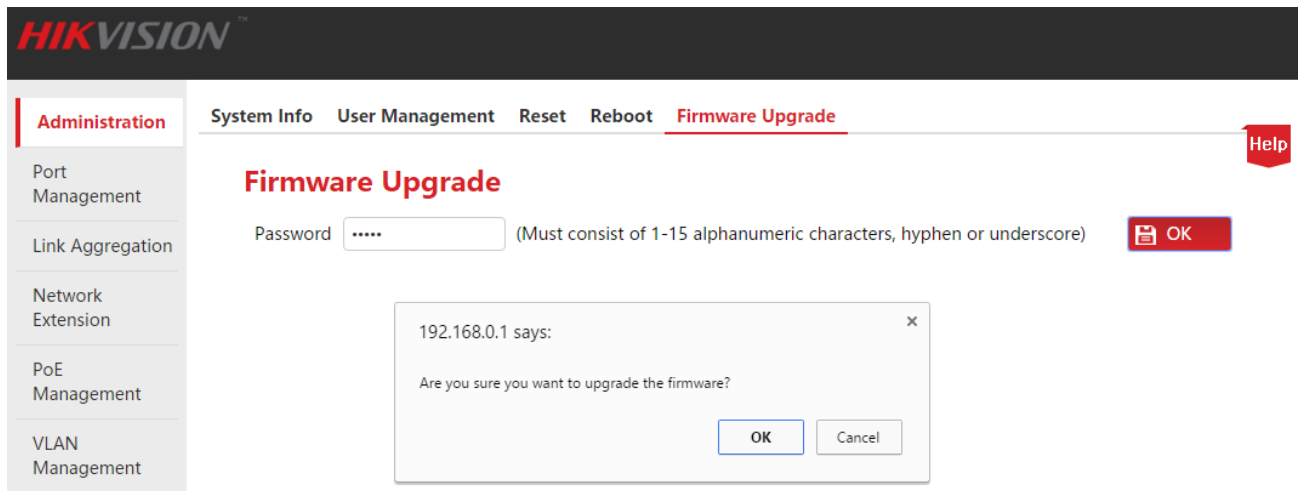 HIKVISION™
Administration
System Info User Management Reset Reboot Firmware Upgrade
Help
Port
Management
Firmware Upgrade
Password ••••• (Must consist of 1-15 alphanumeric characters, hyphen or underscore) OK
Link Aggregation
Network
Extension
PoE
Management
VLAN
Management
192.168.0.1 says:
Are you sure you want to upgrade the firmware?
OK Cancel